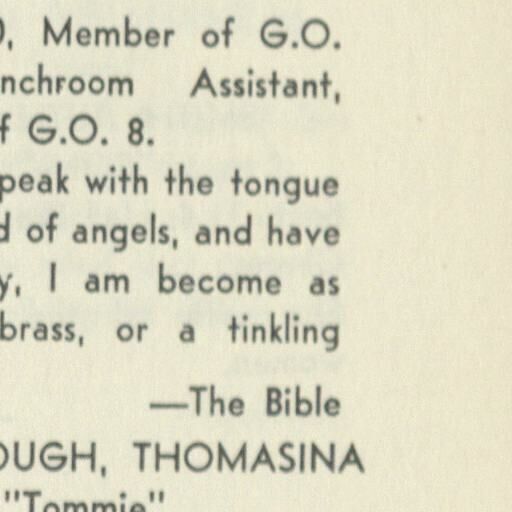 ), Member of G.O.
nchroom Assistant,
f G.O. 8.
peak with the tongue
d of angels, and have
y, I am become as
brass, or a tinkling
—The Bible
OUGH, THOMASINA
"Tommie"